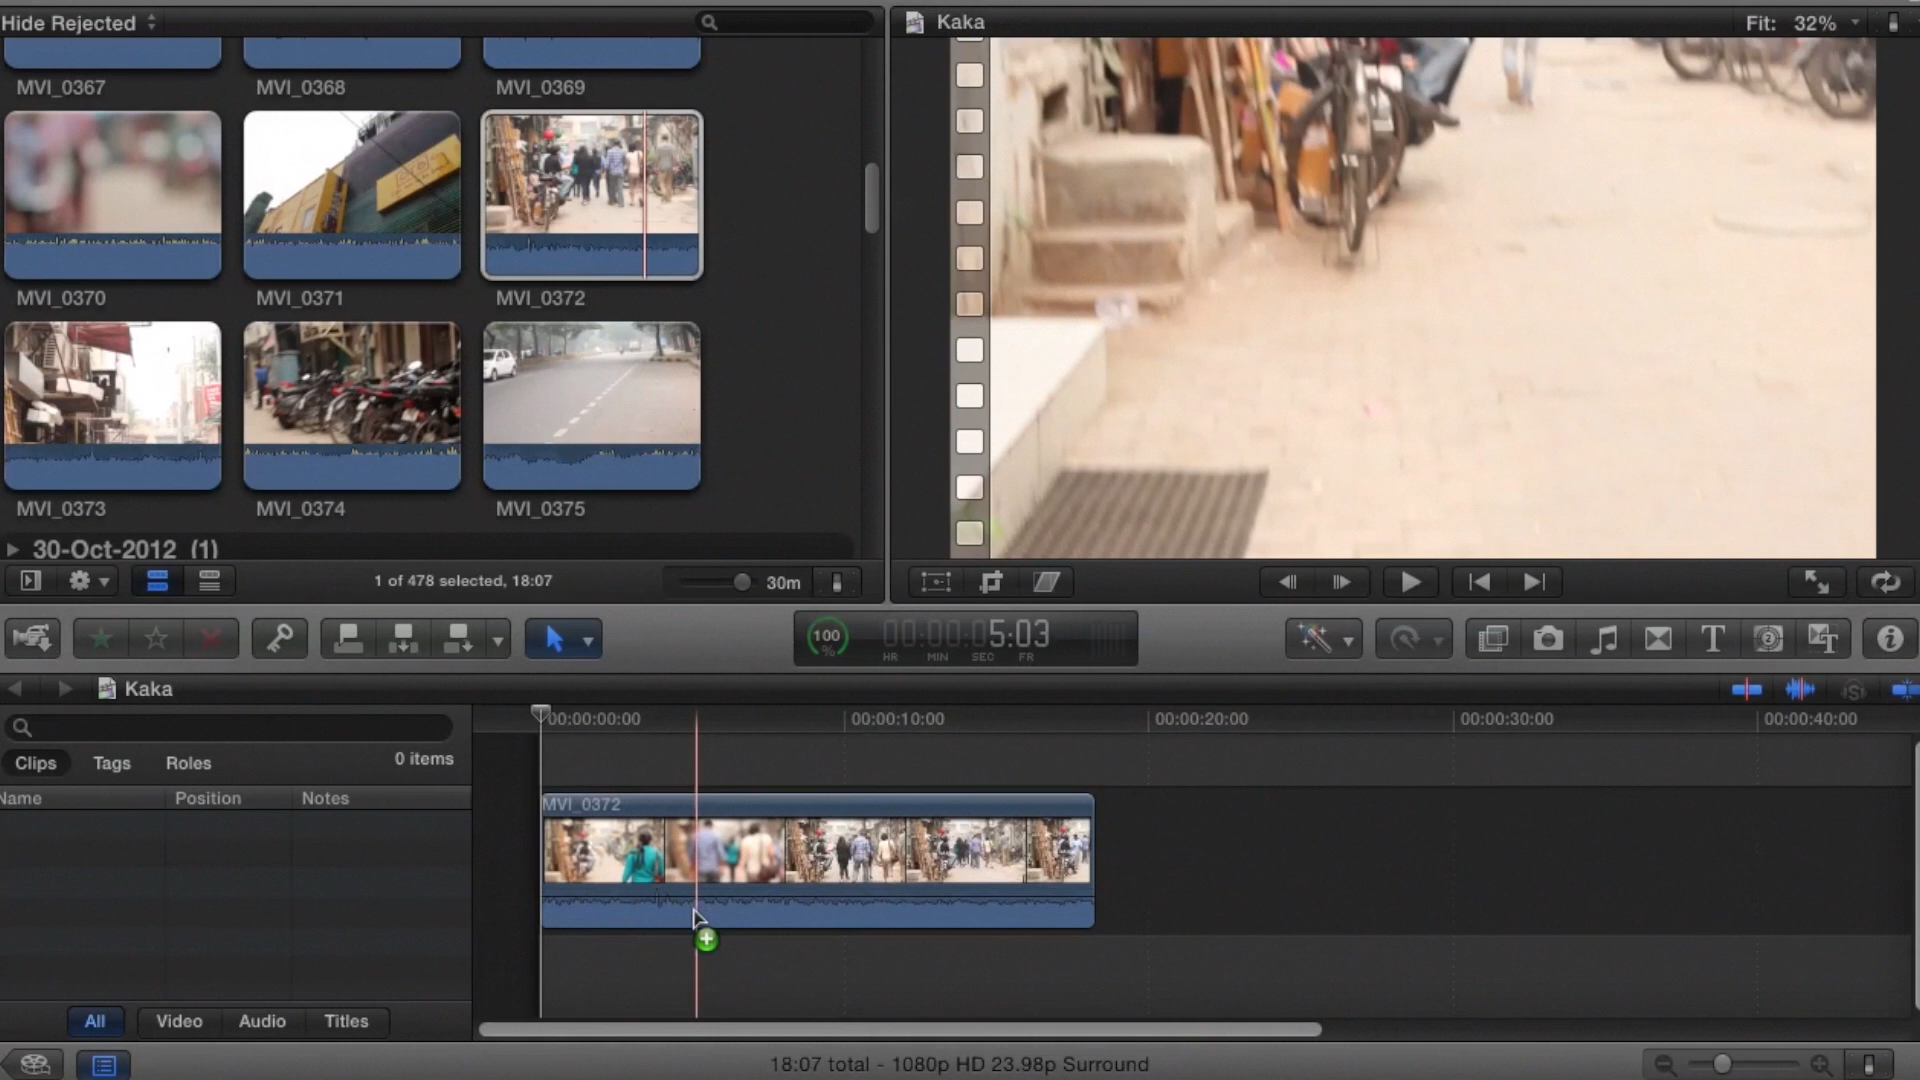 Hide Rejected
Kaka
Fit: 32%
MVI_0367
MVI_0368
MVI_0369
MVI_0370
MVI_0371
MVI_0372
MVI_0373
MVI_0374
MVI_0375
30-Oct-2012 (1)
1 of 478 selected, 18:07
30m
100
%
00:00:05:03
HR MIN SEC FR
Kaka
00:00:00:00
00:00:10:00
00:00:20:00
00:00:30:00
00:00:40:00
Clips
Tags
Roles
0 items
Name
Position
Notes
MVI_0372
All
Video
Audio
Titles
18:07 total - 1080p HD 23.98p Surround